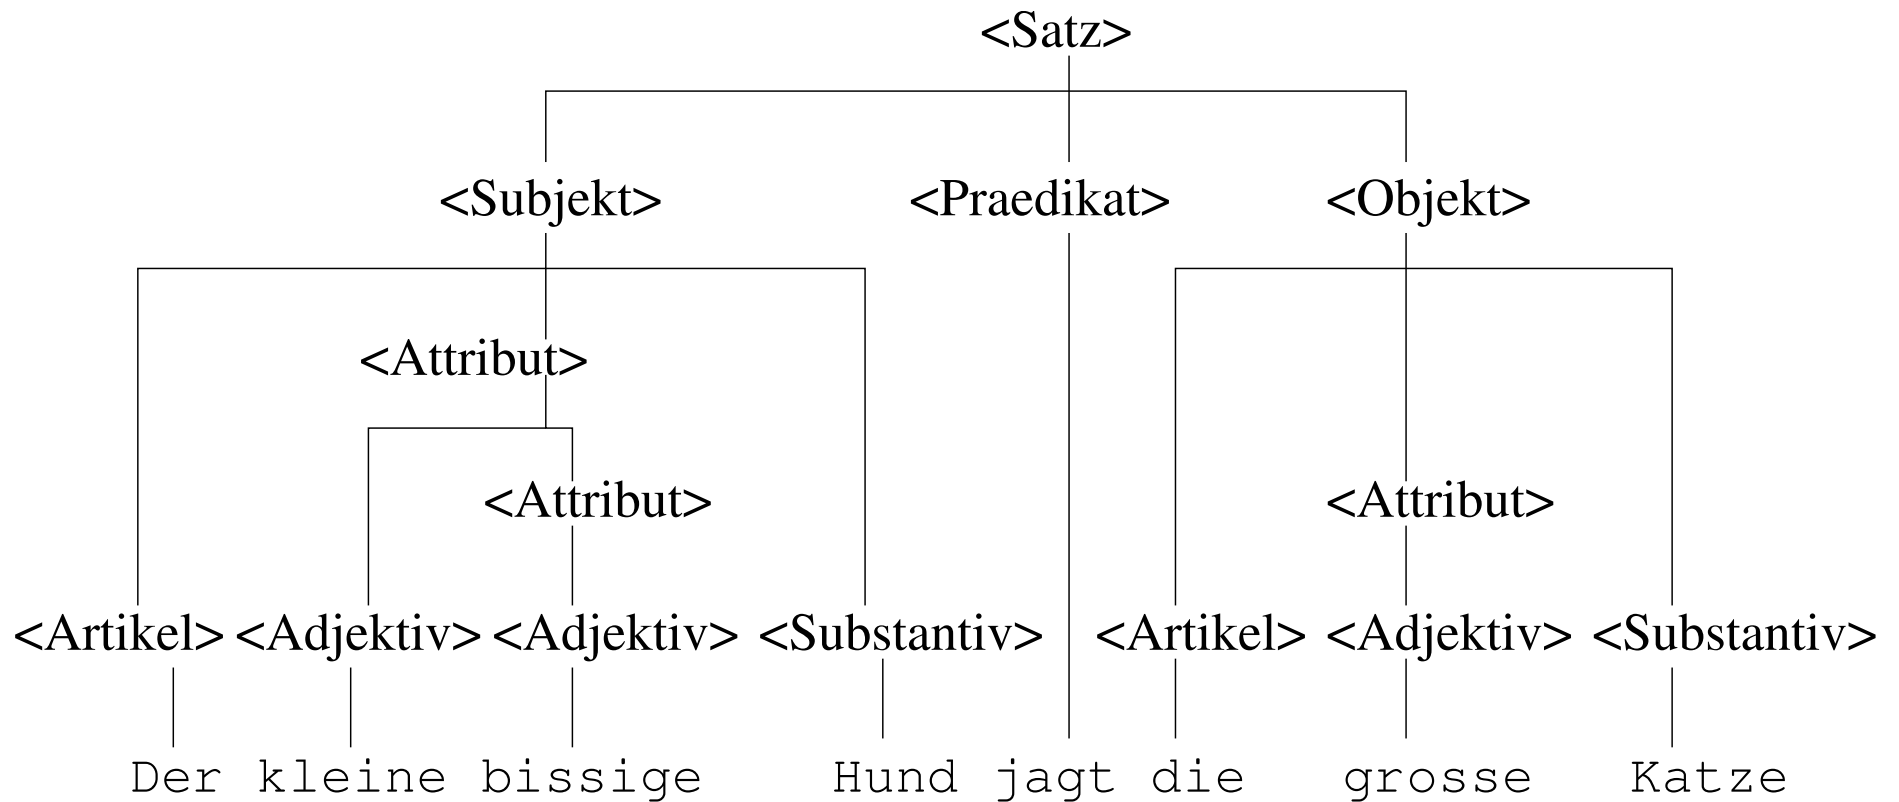 <Satz>
<Subjekt> <Praedikat> <Objekt>
<Attribut>
<Attribut> <Attribut>
<Artikel> <Adjektiv> <Adjektiv> <Substantiv> <Artikel> <Adjektiv> <Substantiv>
Der kleine bissige Hund jagt die grosse Katze